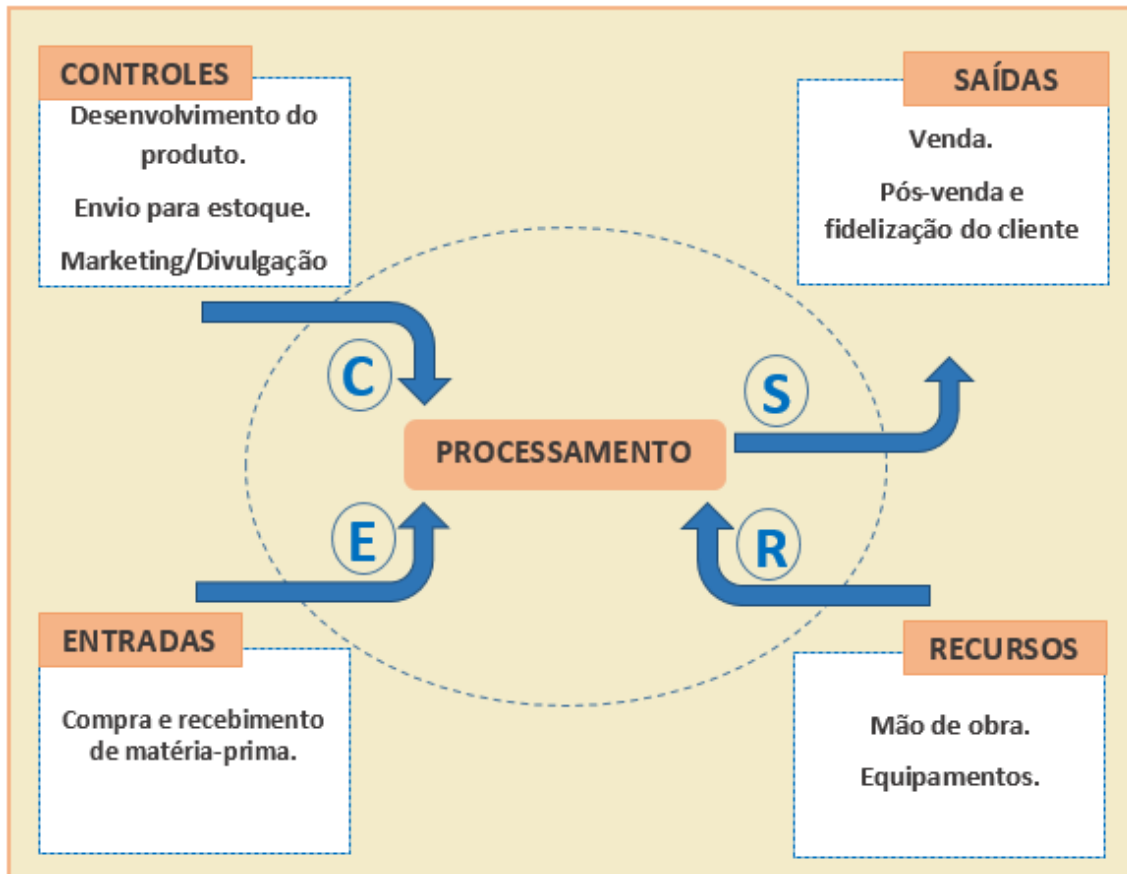 CONTROLES
Desenvolvimento do
produto.
Envio para estoque.
Marketing/Divulgação
SAÍDAS
Venda.
Pós-venda e
fidelização do cliente
C
S
PROCESSAMENTO
E
R
ENTRADAS
Compra e recebimento
de matéria-prima.
RECURSOS
Mão de obra.
Equipamentos.